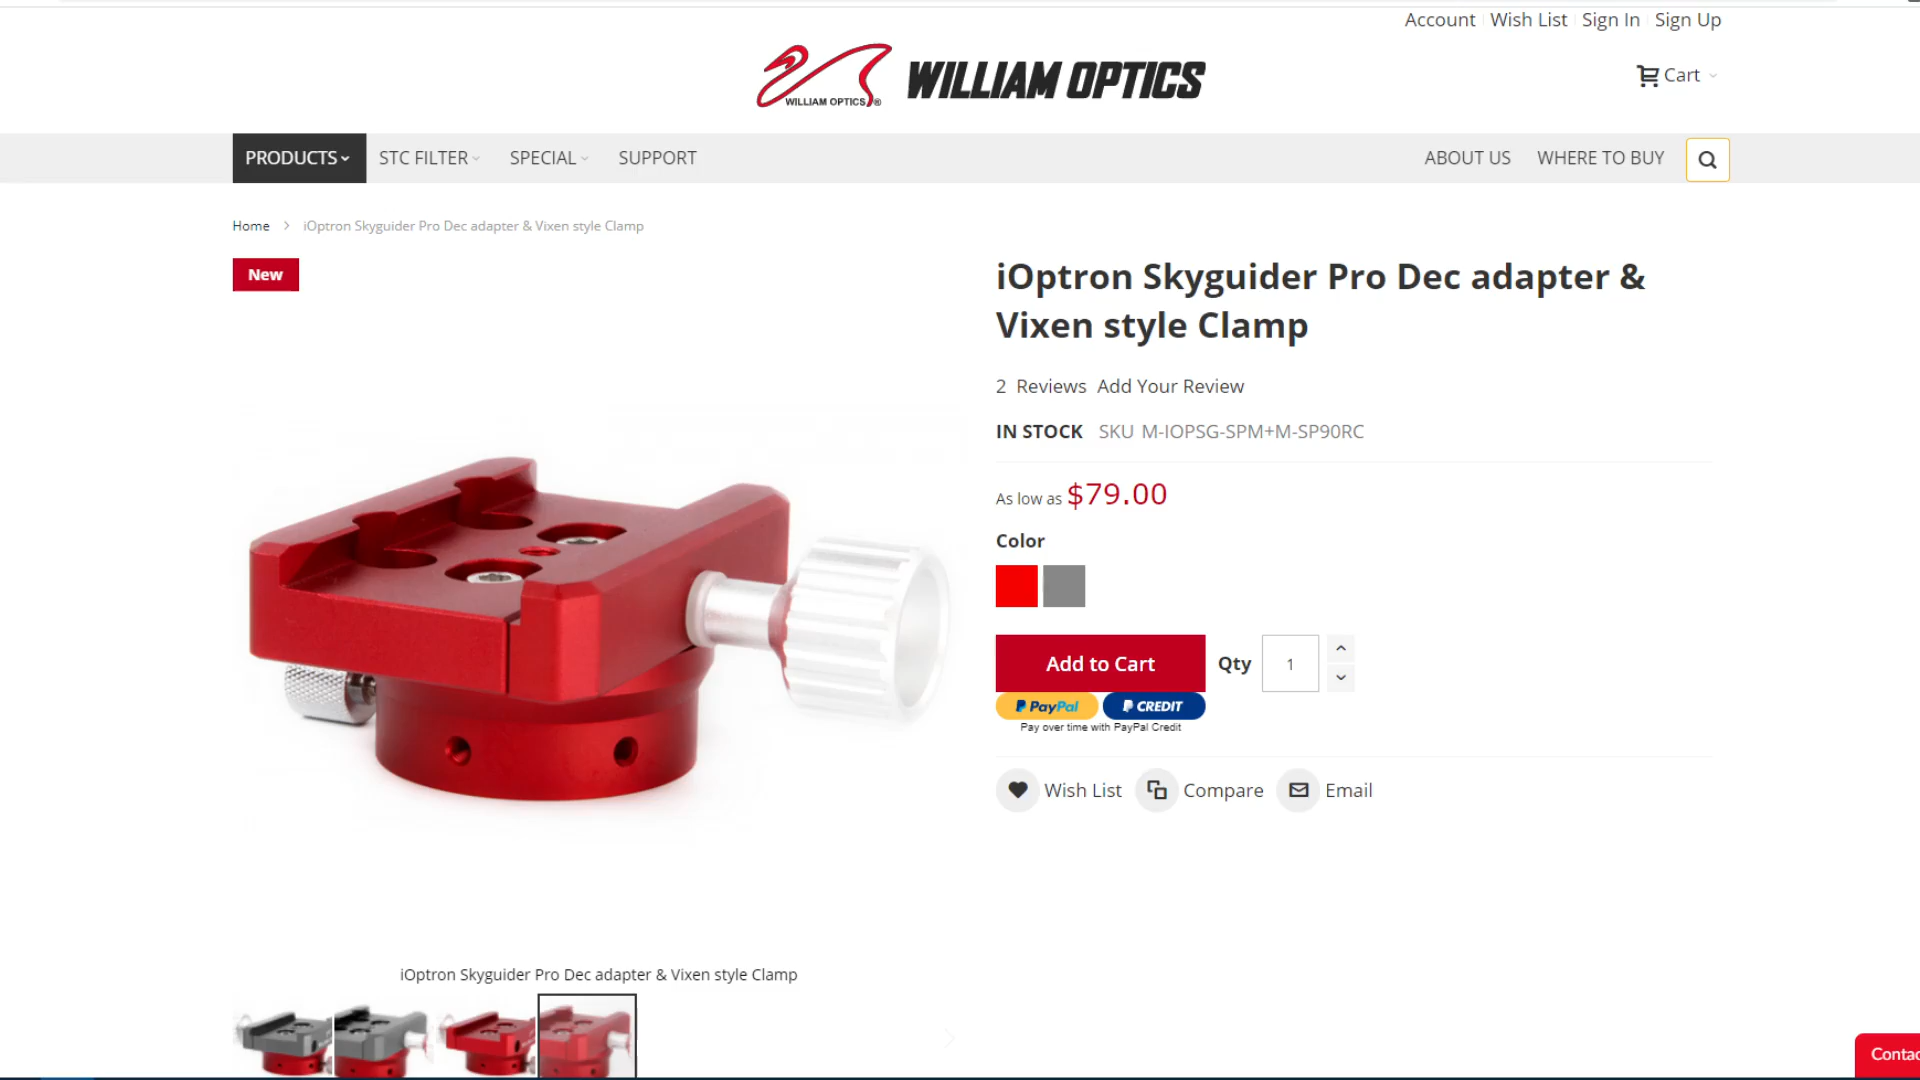 Account Wish List Sign In Sign Up
WILLIAM OPTICS ®
WILLIAM OPTICS
Cart
PRODUCTS STC FILTER SPECIAL SUPPORT ABOUT US WHERE TO BUY
Home > iOptron Skyguider Pro Dec adapter & Vixen style Clamp
New
iOptron Skyguider Pro Dec adapter &
Vixen style Clamp
2 Reviews Add Your Review
IN STOCK SKU M-IOPSG-SPM+M-SP90RC
As low as $79.00
Color
Add to Cart Qty 1
PayPal P CREDIT
Pay over time with PayPal Credit
Wish List Compare Email
iOptron Skyguider Pro Dec adapter & Vixen style Clamp
Contac